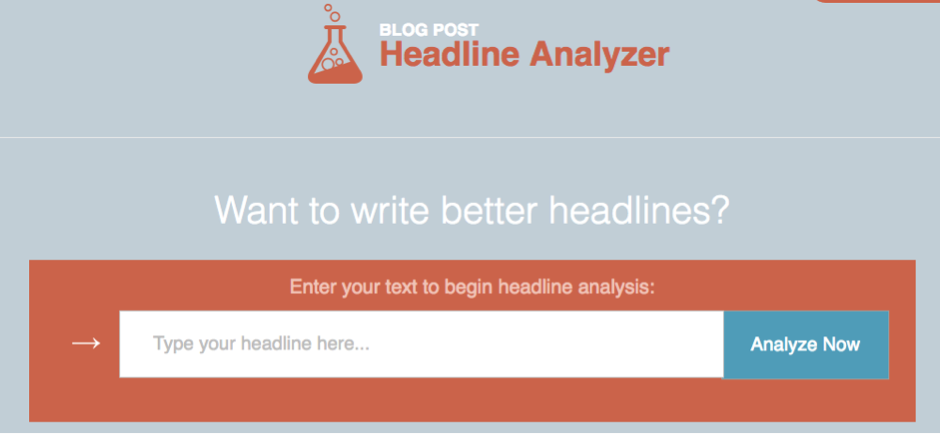 BLOG POST
Headline Analyzer
Want to write better headlines?
Enter your text to begin headline analysis:
Type your headline here...
Analyze Now